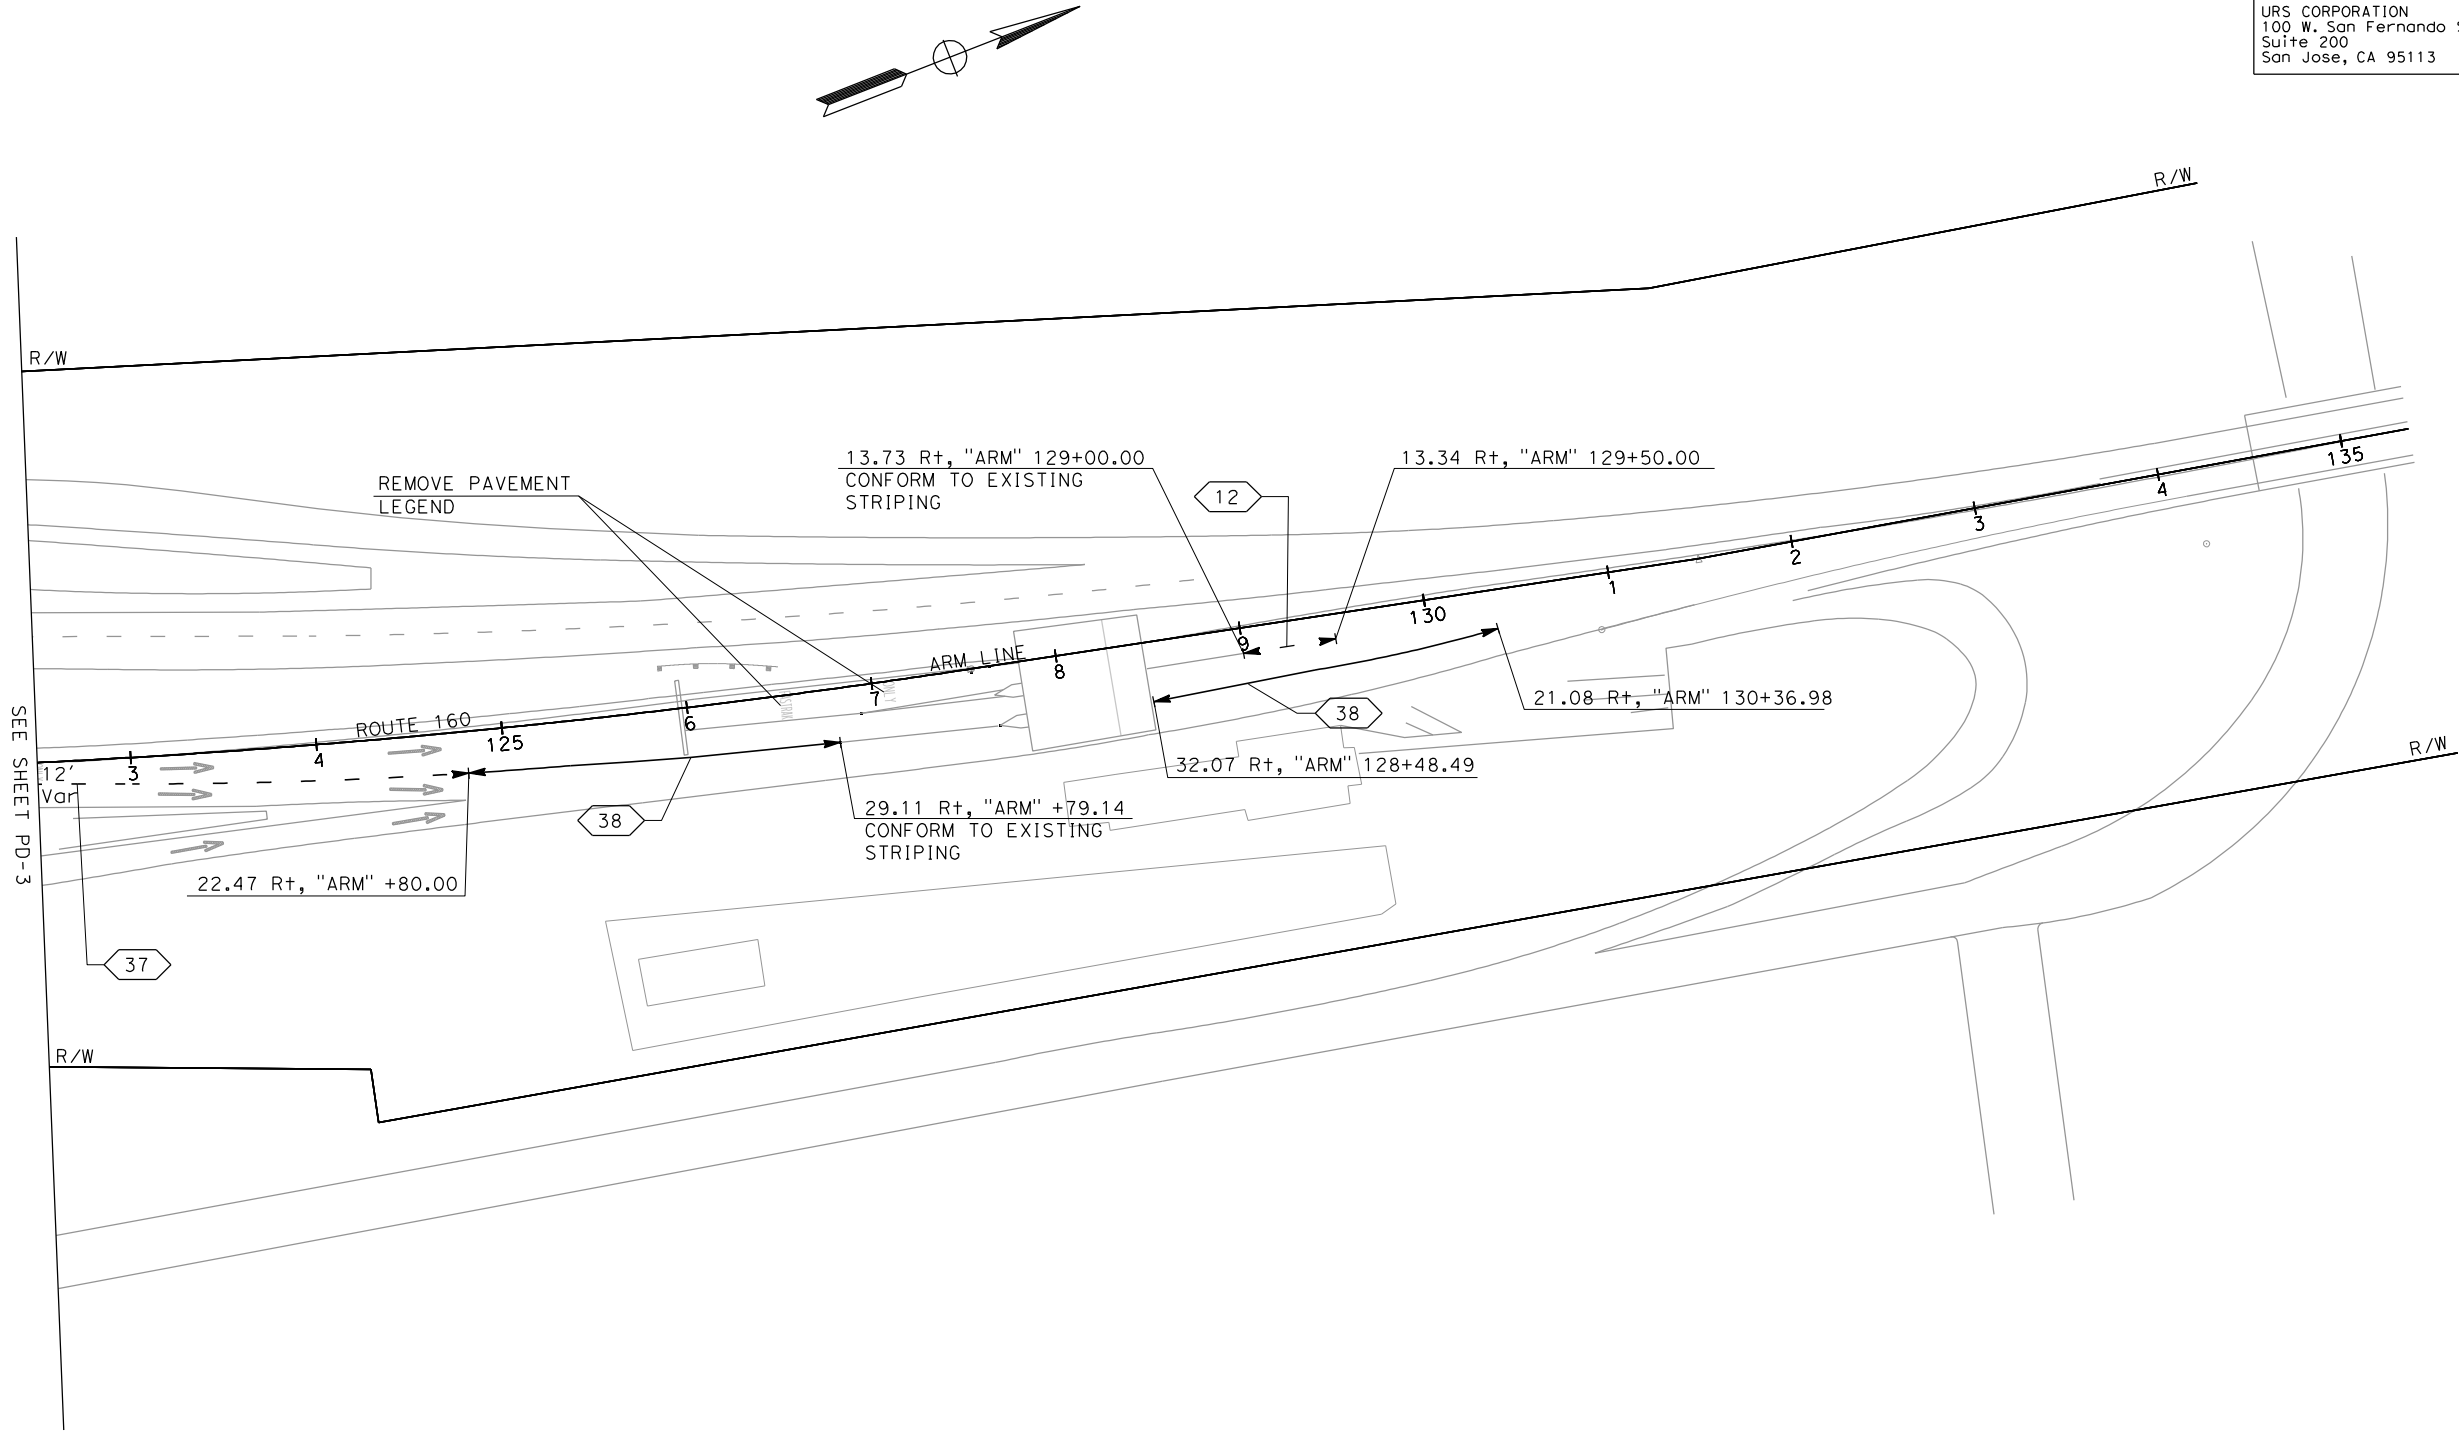 URS CORPORATION
100 W. San Fernando
Suite 200
San Jose, CA 95113
R/W
R/W
REMOVE PAVEMENT
LEGEND
13.73 Rt, "ARM" 129+00.00
CONFORM TO EXISTING
STRIPING
12
13.34 Rt, "ARM" 129+50.00
135
4
3
2
1
130
9
8
ARM LINE
7
6
ROUTE 160
125
4
3
12'
Var
SEE SHEET PD-3
38
21.08 Rt, "ARM" 130+36.98
32.07 Rt, "ARM" 128+48.49
29.11 Rt, "ARM" +79.14
CONFORM TO EXISTING
STRIPING
38
22.47 Rt, "ARM" +80.00
37
R/W
R/W